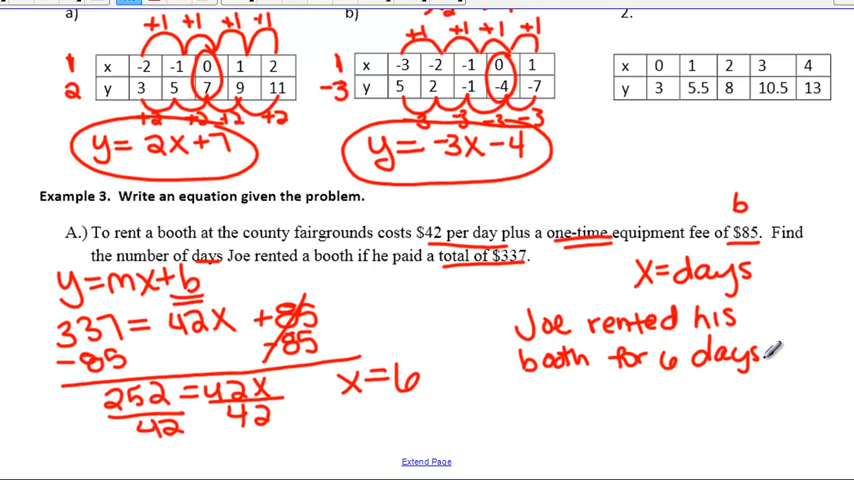 a) b) 2.
+1 +1 +1 +1 +1 +1 +1 +1
1 x -2 -1 0 1 2
2 y 3 5 7 9 11
+2 +2 +2 +2
y = 2x+7
1 x -3 -2 -1 0 1
-3 y 5 2 -1 -4 -7
-3 -3 -3 -3
y = -3x-4
x 0 1 2 3 4
y 3 5.5 8 10.5 13
Example 3. Write an equation given the problem.
b
A.) To rent a booth at the county fairgrounds costs $42 per day plus a one-time equipment fee of $85. Find
the number of days Joe rented a booth if he paid a total of $337.
y=mx+b
337 = 42x +85
-85 -85
252 = 42x
42 42
x=6
x=days
Joe rented his
booth for 6 days
Extend Page